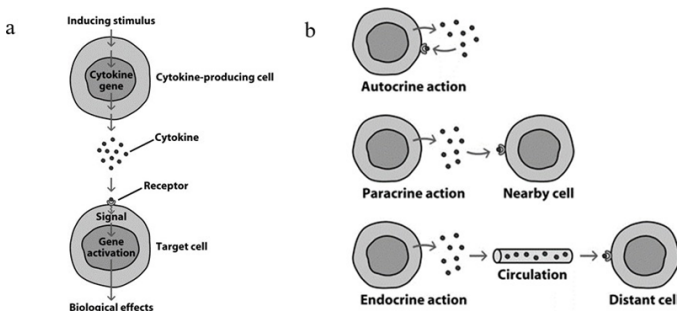 a
Inducing stimulus
Cytokine
gene
Cytokine-producing cell
Cytokine
Receptor
Signal
Gene
activation
Target cell
Biological effects
b
Autocrine action
Paracrine action
Nearby cell
Endocrine action
Circulation
Distant cell